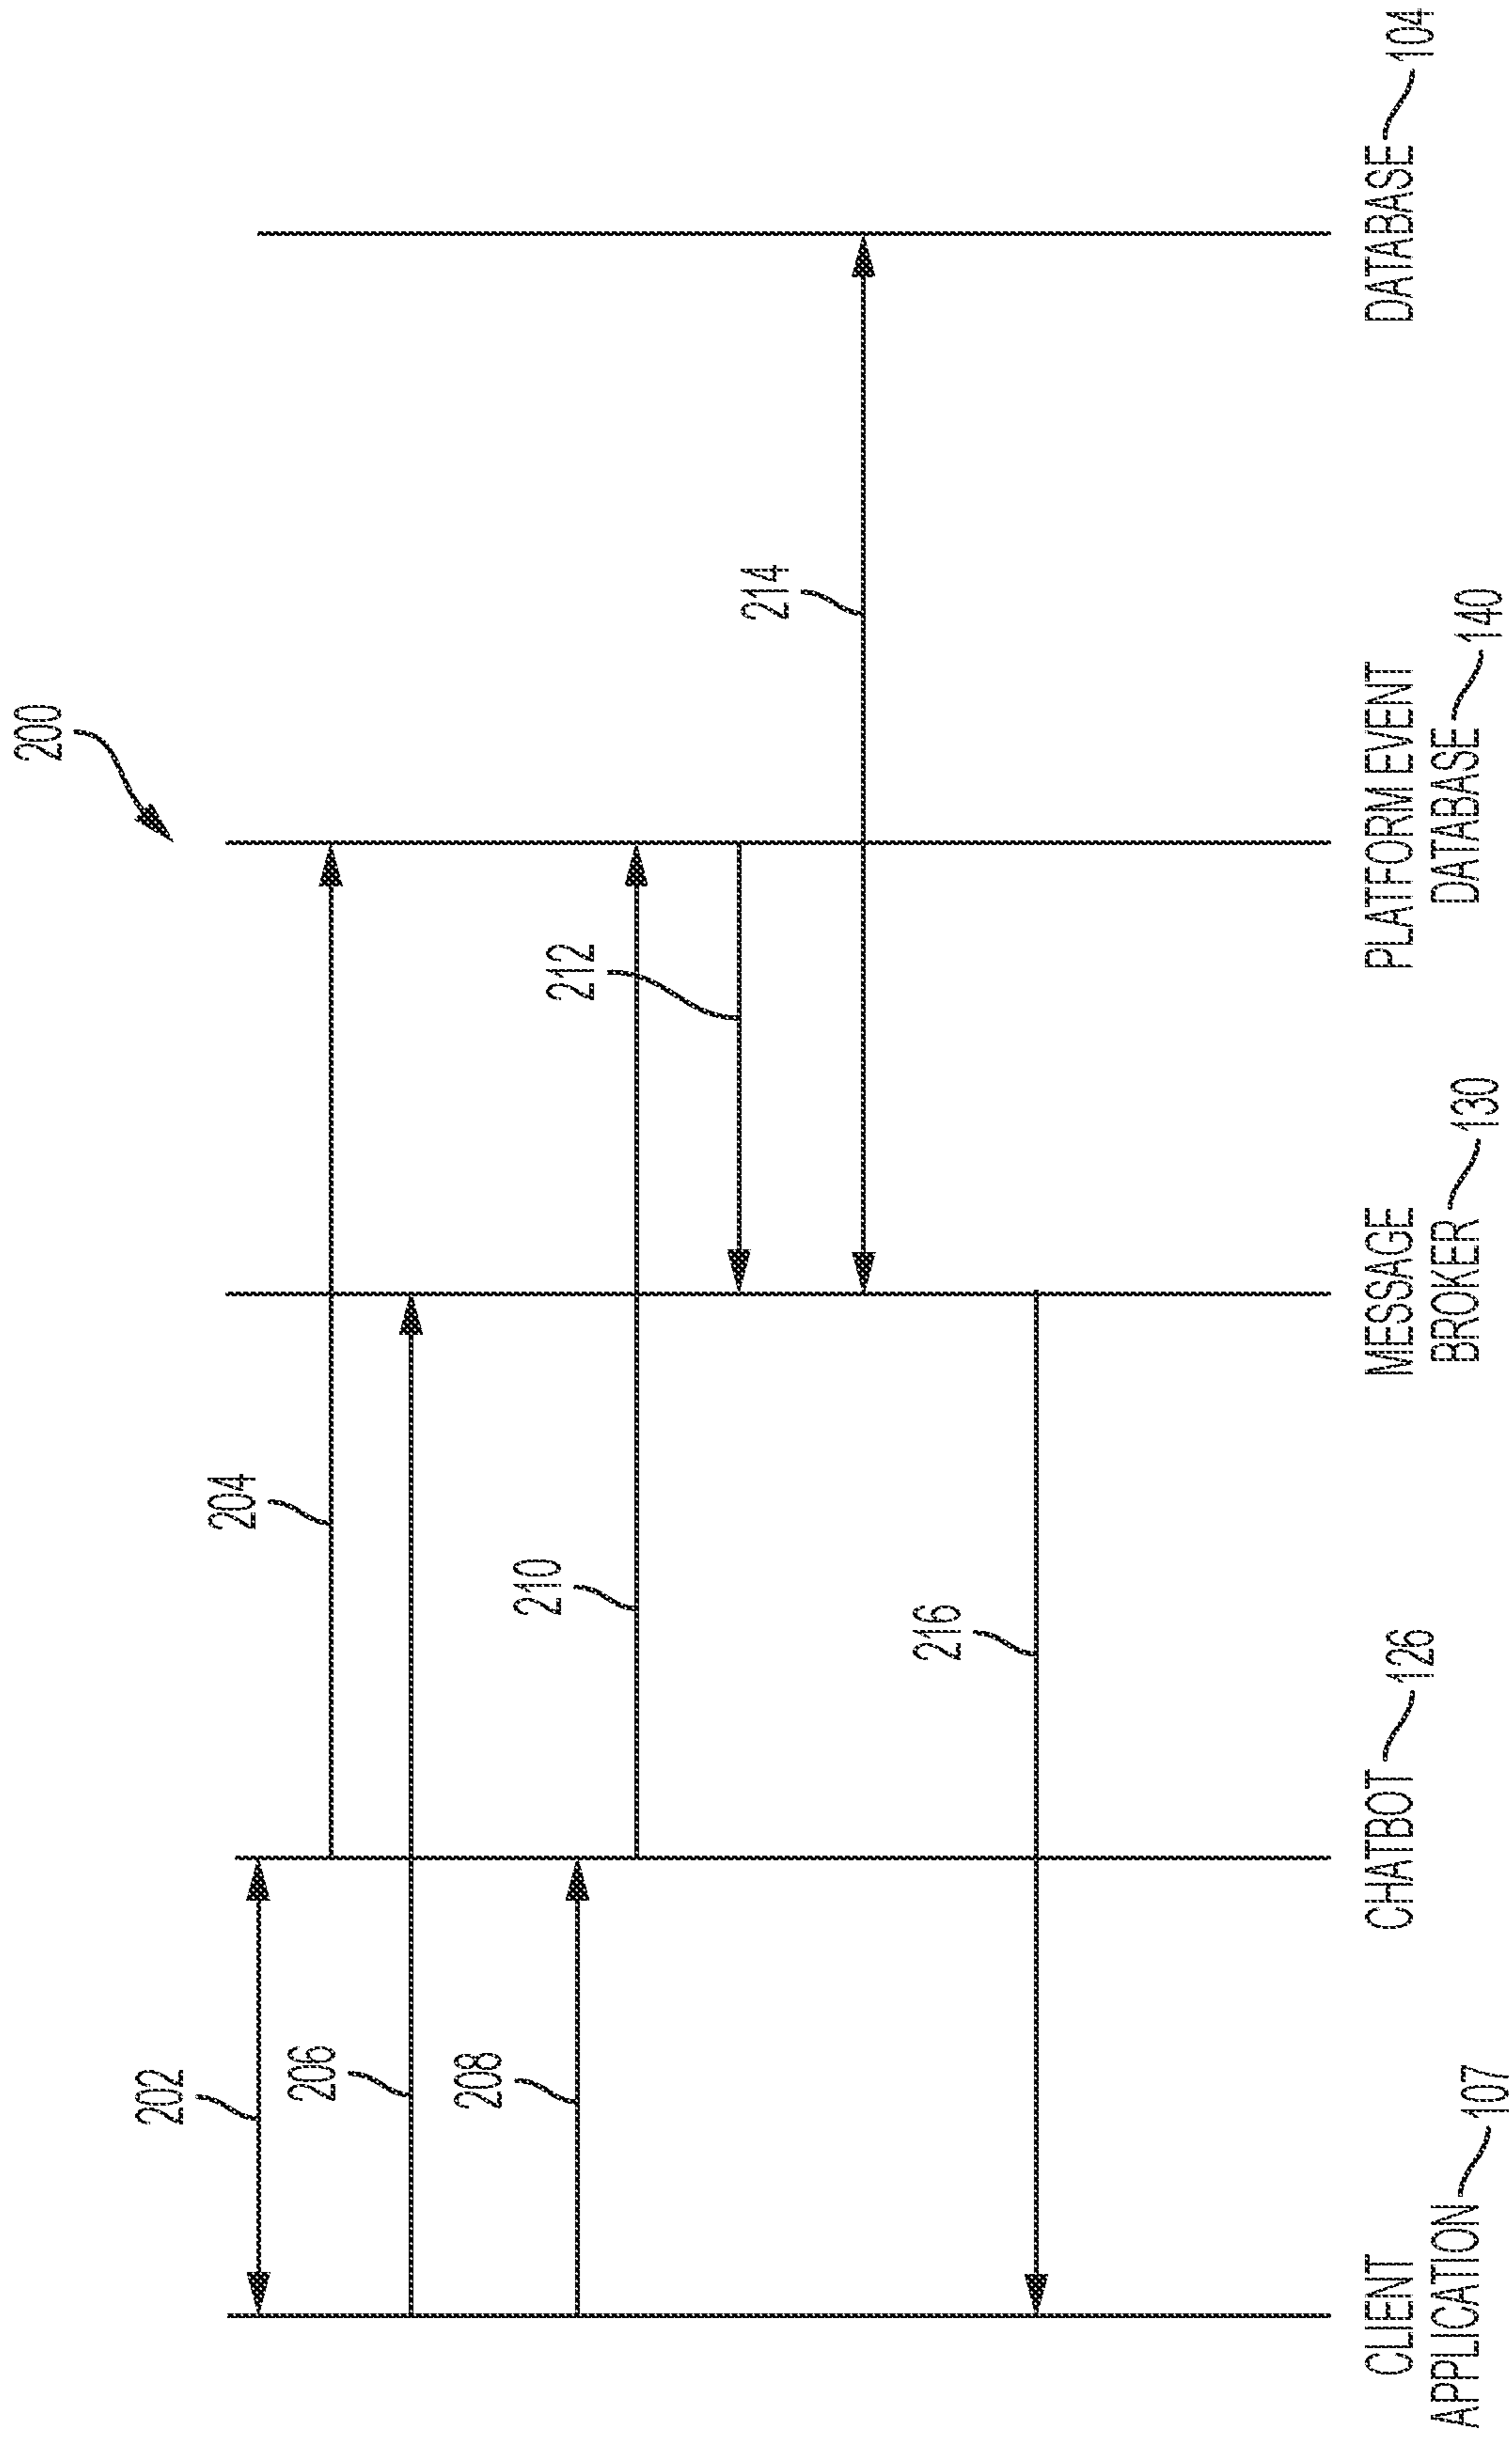 200
202
204
206
208
210
212
214
216
CLIENT
APPLICATION 107
CHATBOT 126
MESSAGE
BROKER 130
PLATFORM EVENT
DATABASE 140
DATABASE 104